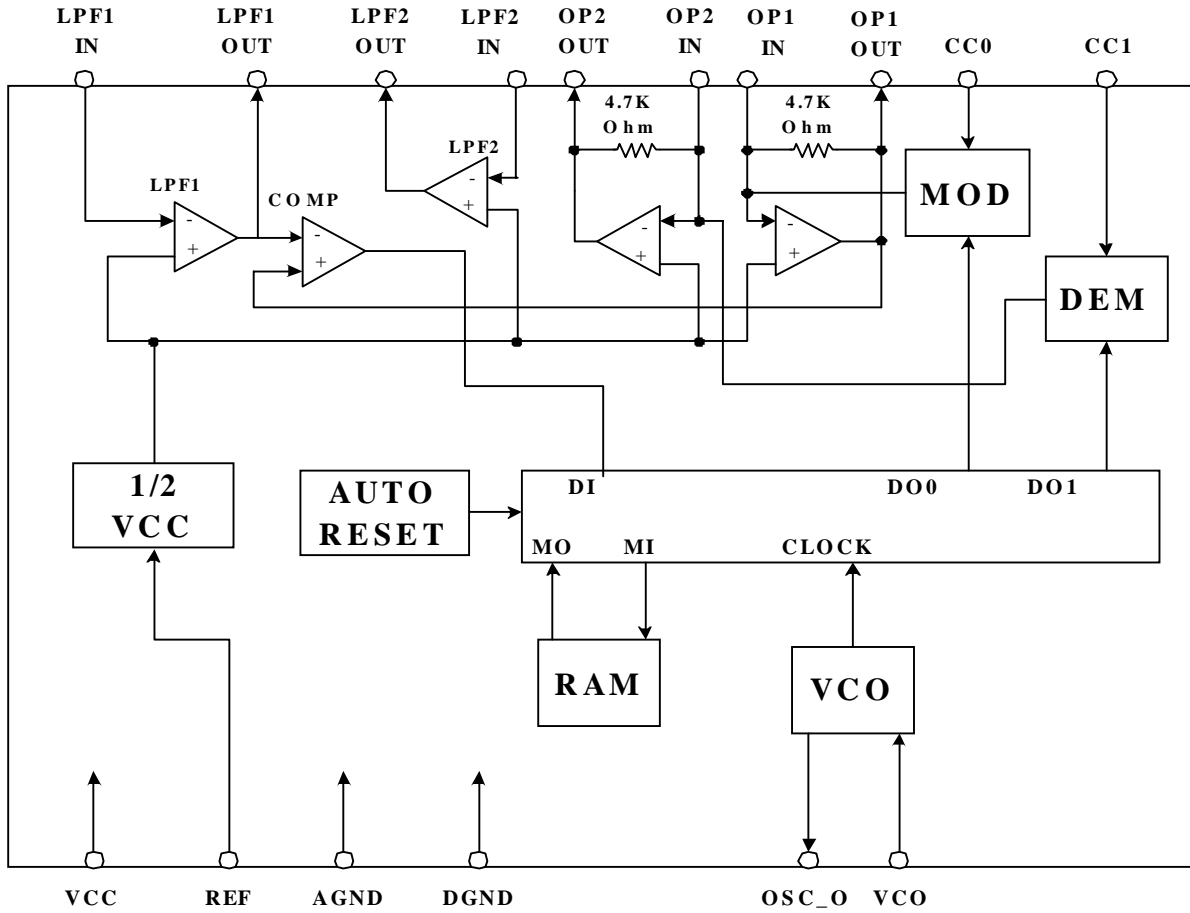 LPF1 IN
LPF1 OUT
LPF2 OUT
LPF2 IN
OP2 OUT
OP2 IN
OP1 IN
OP1 OUT
CC0
CC1
4.7K
Ohm
4.7K
Ohm
LPF2
-
+
LPF1
-
+
COMP
-
+
-
+
-
+
MOD
DEM
1/2
VCC
AUTO
RESET
DI
DO0
DO1
MO
MI
CLOCK
RAM
VCO
VCC
REF
AGND
DGND
OSC_O
VCO